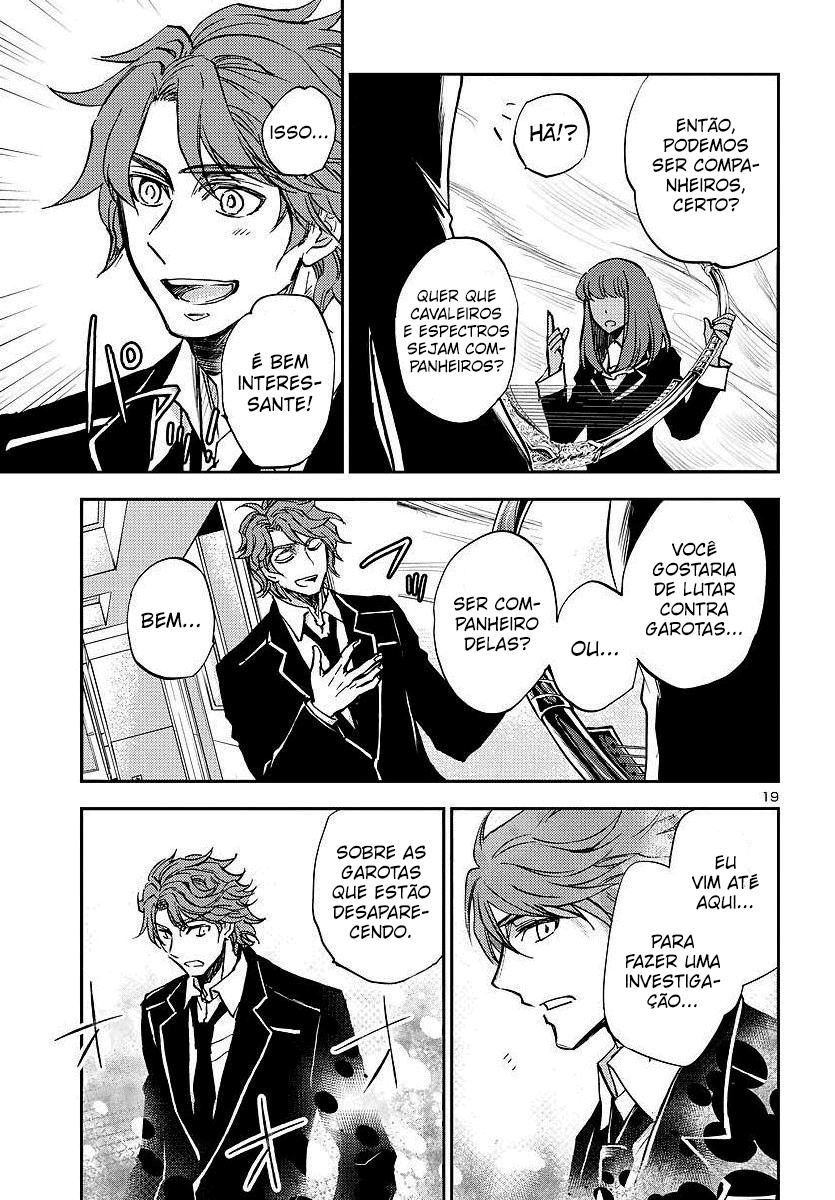 ENTÃO,
PODEMOS
SER COMPA-
NHEIROS,
CERTO?
HÃ!?
QUER QUE
CAVALEIROS
E ESPECTROS
SEJAM COM-
PANHEIROS?
ISSO...
É BEM
INTERES-
SANTE!
VOCÊ
GOSTARIA
DE LUTAR
CONTRA
GAROTAS...
OU...
SER COM-
PANHEIRO
DELAS?
BEM...
19
EU
VIM ATÉ
AQUI...
PARA
FAZER UMA
INVESTIGA-
ÇÃO...
SOBRE AS
GAROTAS
QUE ESTÃO
DESAPARE-
CENDO.